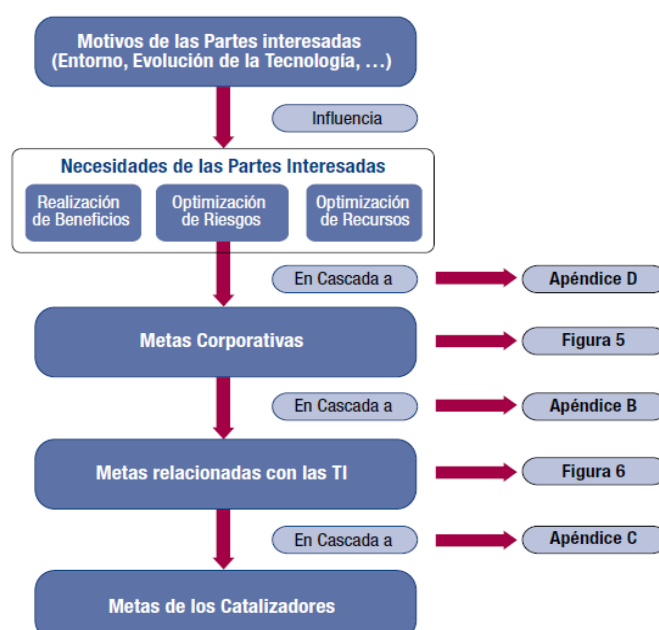 Motivos de las Partes interesadas
(Entorno, Evolución de la Tecnología, …)
Influencia
Necesidades de las Partes Interesadas
Realización
de Beneficios
Optimización
de Riesgos
Optimización
de Recursos
En Cascada a
Apéndice D
Metas Corporativas
Figura 5
En Cascada a
Apéndice B
Metas relacionadas con las TI
Figura 6
En Cascada a
Apéndice C
Metas de los Catalizadores